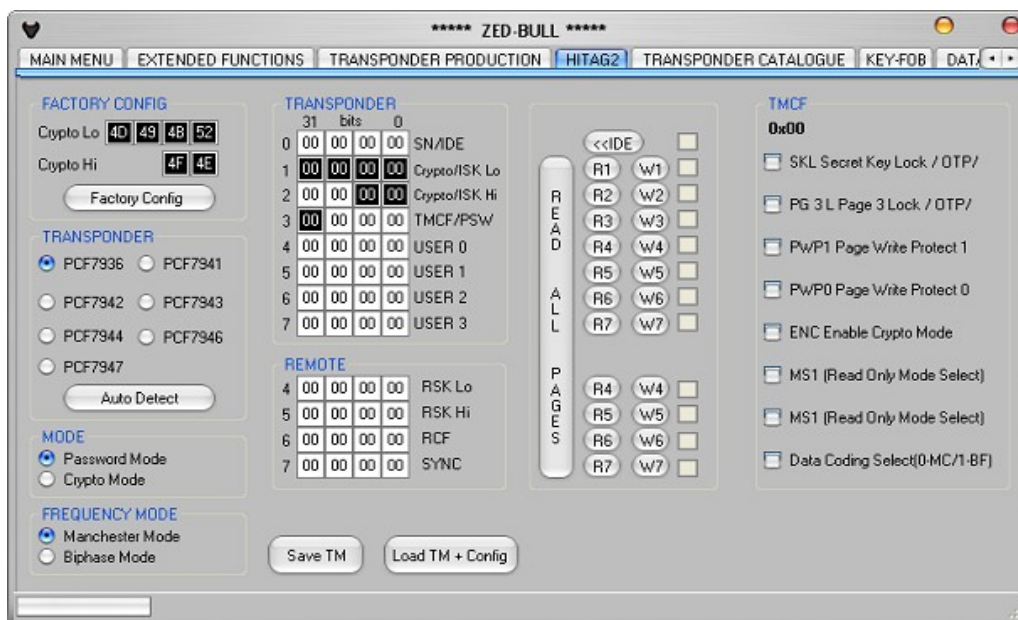 ***** ZED-BULL *****
MAIN MENU EXTENDED FUNCTIONS TRANSPONDER PRODUCTION HITAG2 TRANSPONDER CATALOGUE KEY-FOB
FACTORY CONFIG
Crypto Lo 4D 49 4B 52
Crypto Hi 4F 4E
Factory Config
TRANSPONDER
PCF7936 PCF7941
PCF7942 PCF7943
PCF7944 PCF7946
PCF7947
Auto Detect
MODE
Password Mode
Crypto Mode
FREQUENCY MODE
Manchester Mode
Biphase Mode
TRANSPONDER
31 bits 0
0 00 00 00 00 SN/IDE
1 00 00 00 00 Crypto/ISK Lo
2 00 00 00 00 Crypto/ISK Hi
3 00 00 00 00 TMCF/PSW
4 00 00 00 00 USER 0
5 00 00 00 00 USER 1
6 00 00 00 00 USER 2
7 00 00 00 00 USER 3
REMOTE
4 00 00 00 00 RSK Lo
5 00 00 00 00 RSK Hi
6 00 00 00 00 RCF
7 00 00 00 00 SYNC
Save TM Load TM + Config
READ ALL PAGES
<<IDE
R1 W1
R2 W2
R3 W3
R4 W4
R5 W5
R6 W6
R7 W7
R4 W4
R5 W5
R6 W6
R7 W7
TMCF
0x00
SKL Secret Key Lock / OTP/
PG 3 L Page 3 Lock / OTP/
PWP1 Page Write Protect 1
PWP0 Page Write Protect 0
ENC Enable Crypto Mode
MS1 (Read Only Mode Select)
MS1 (Read Only Mode Select)
Data Coding Select(0-MC/1-BF)